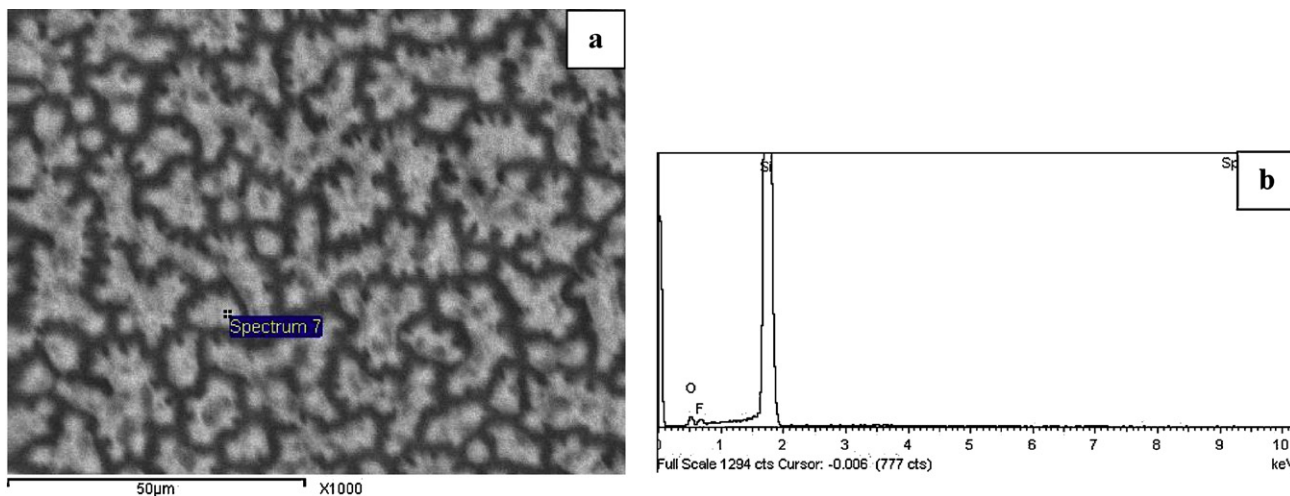 a
Spectrum 7
50µm X1000
b
Si
Sp
O
F
0 1 2 3 4 5 6 7 8 9 10
Full Scale 1294 cts Cursor: -0.006 (777 cts)
keV